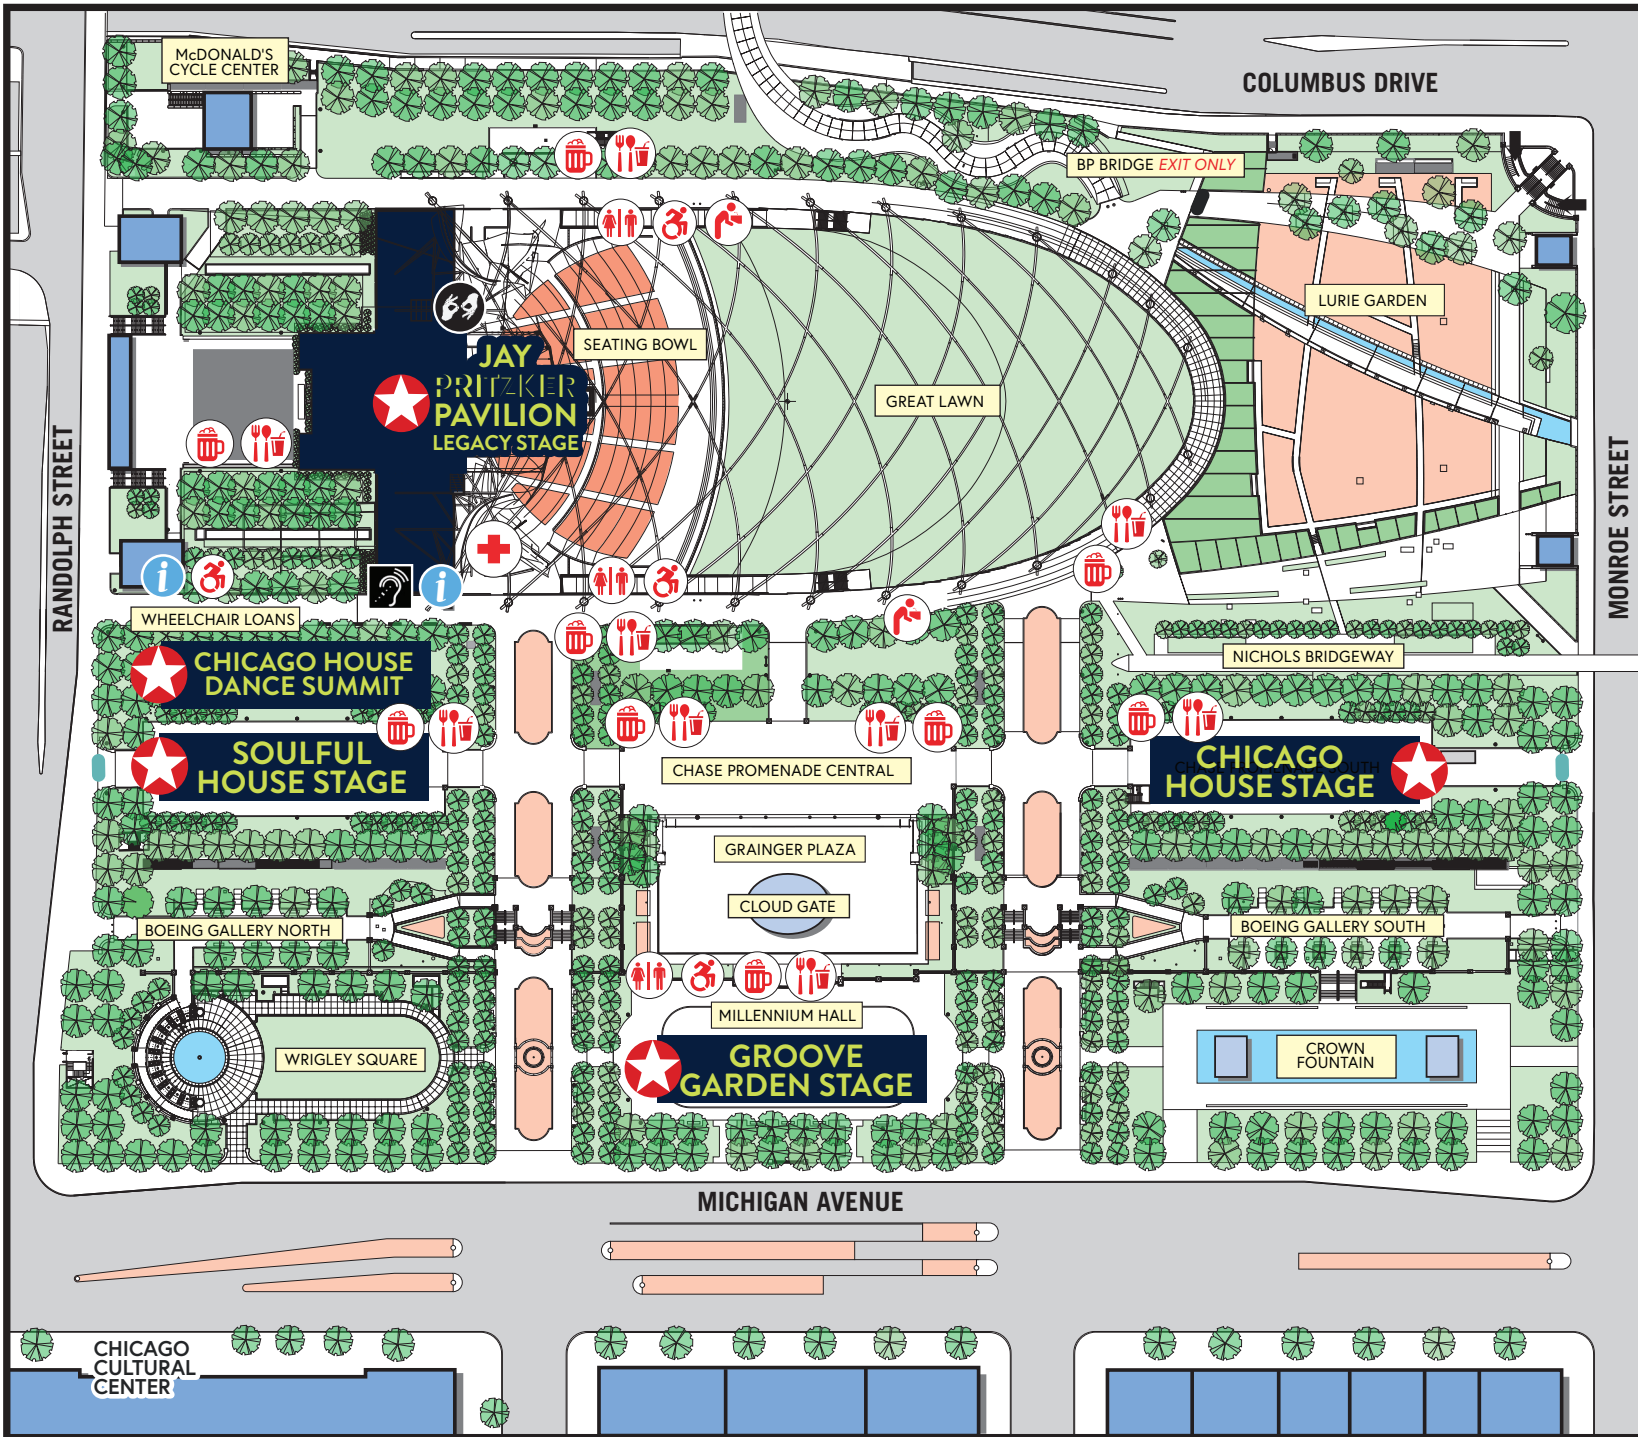 McDONALD'S
CYCLE CENTER
COLUMBUS DRIVE
BP BRIDGE EXIT ONLY
LURIE GARDEN
SEATING BOWL
JAY
PRITZKER
PAVILION
LEGACY STAGE
GREAT LAWN
RANDOLPH STREET
MONROE STREET
i
i
WHEELCHAIR LOANS
CHICAGO HOUSE
DANCE SUMMIT
NICHOLS BRIDGEWAY
SOULFUL
HOUSE STAGE
CHASE PROMENADE CENTRAL
CHASE PROMENADE SOUTH
CHICAGO
HOUSE STAGE
GRAINGER PLAZA
CLOUD GATE
BOEING GALLERY NORTH
BOEING GALLERY SOUTH
MILLENNIUM HALL
GROOVE
GARDEN STAGE
WRIGLEY SQUARE
CROWN
FOUNTAIN
MICHIGAN AVENUE
CHICAGO
CULTURAL
CENTER